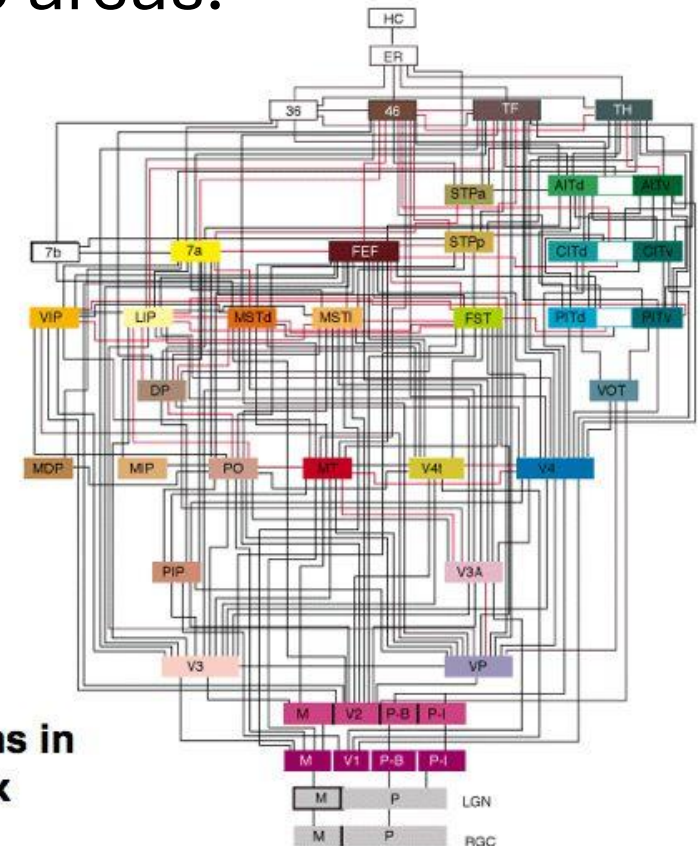 areas.
HC
ER
36 46 TF TH
STPa AITd AITv
7b 7a FEF STPp CITd CITv
VIP LIP MSTd MSTl FST PITd PITv
DP VOT
MDP MIP PO MT V4t V4
PIP V3A
V3 VP
M V2 P-B P-I
M V1 P-B P-I
ns in
x
M P LGN
M P RGC